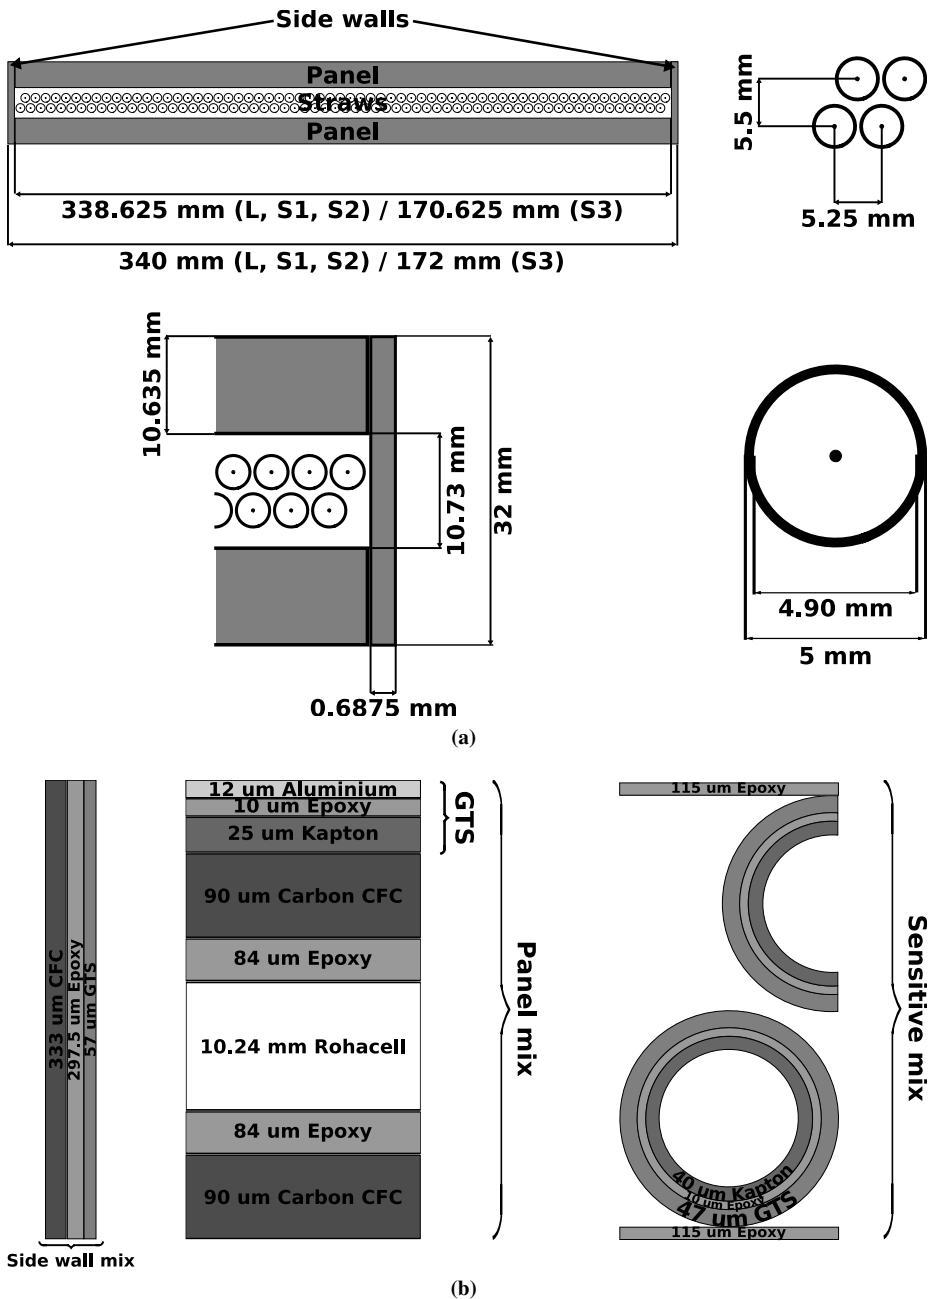 Side walls
Panel
Straws
Panel
338.625 mm (L, S1, S2) / 170.625 mm (S3)
340 mm (L, S1, S2) / 172 mm (S3)
5.5 mm
5.25 mm
10.635 mm
10.73 mm
32 mm
0.6875 mm
4.90 mm
5 mm
(a)
333 um CFC
297.5 um Epoxy
57 um GTS
Side wall mix
12 um Aluminium
10 um Epoxy
25 um Kapton
GTS
90 um Carbon CFC
84 um Epoxy
10.24 mm Rohacell
84 um Epoxy
90 um Carbon CFC
Panel mix
115 um Epoxy
40 um Kapton
10 um Epoxy
47 um GTS
115 um Epoxy
Sensitive mix
(b)